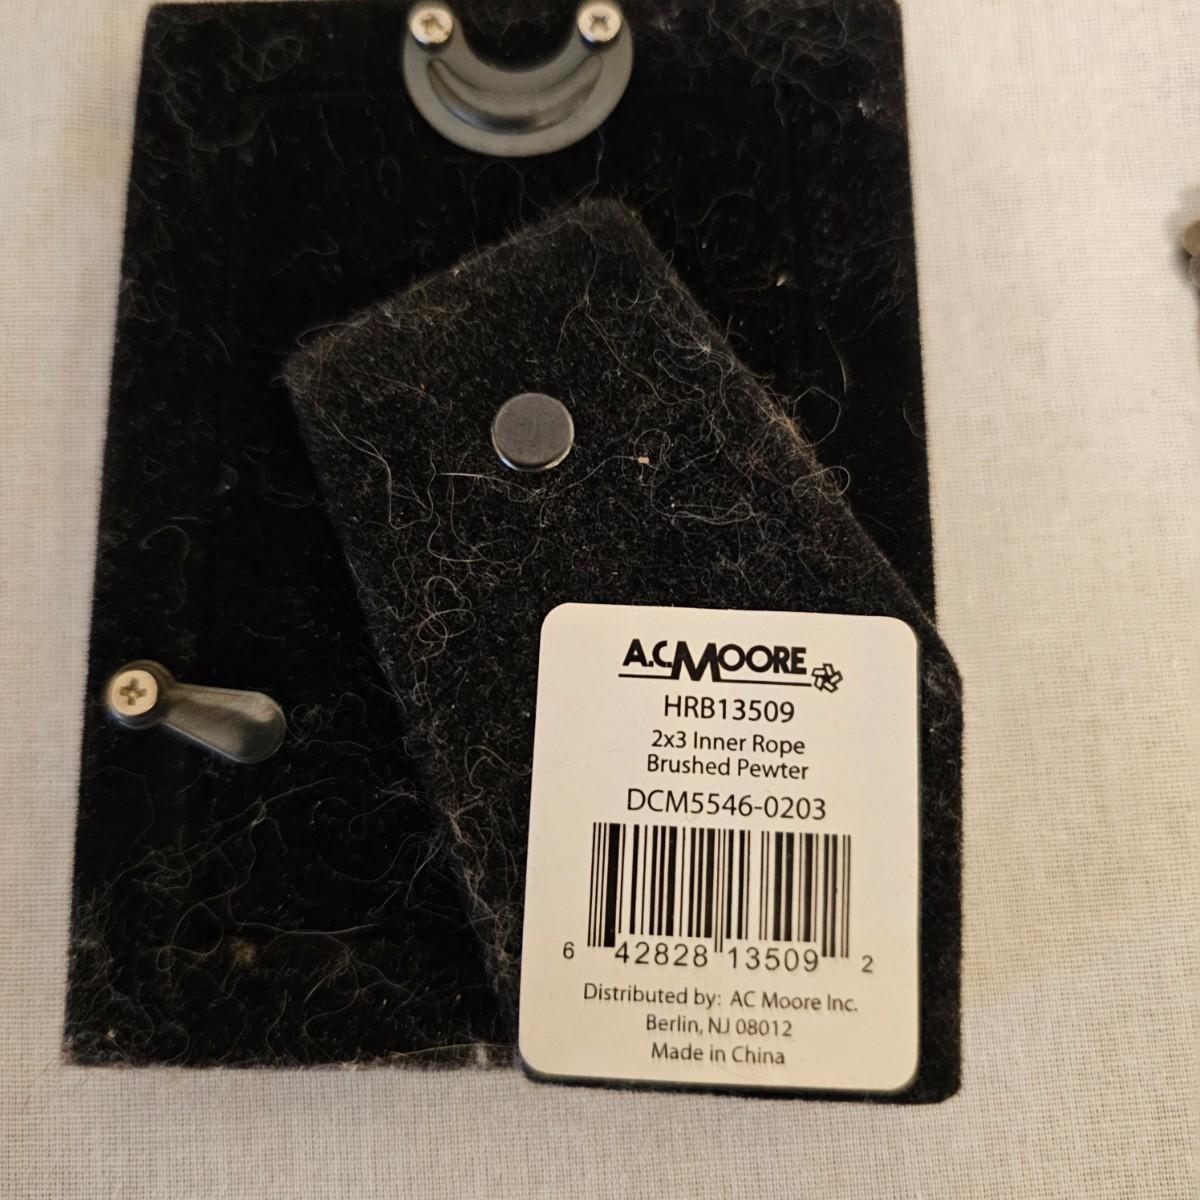 A.C. MOORE
HRB13509
2x3 Inner Rope
Brushed Pewter
DCM5546-0203
6 42828 13509 2
Distributed by: AC Moore Inc.
Berlin, NJ 08012
Made in China